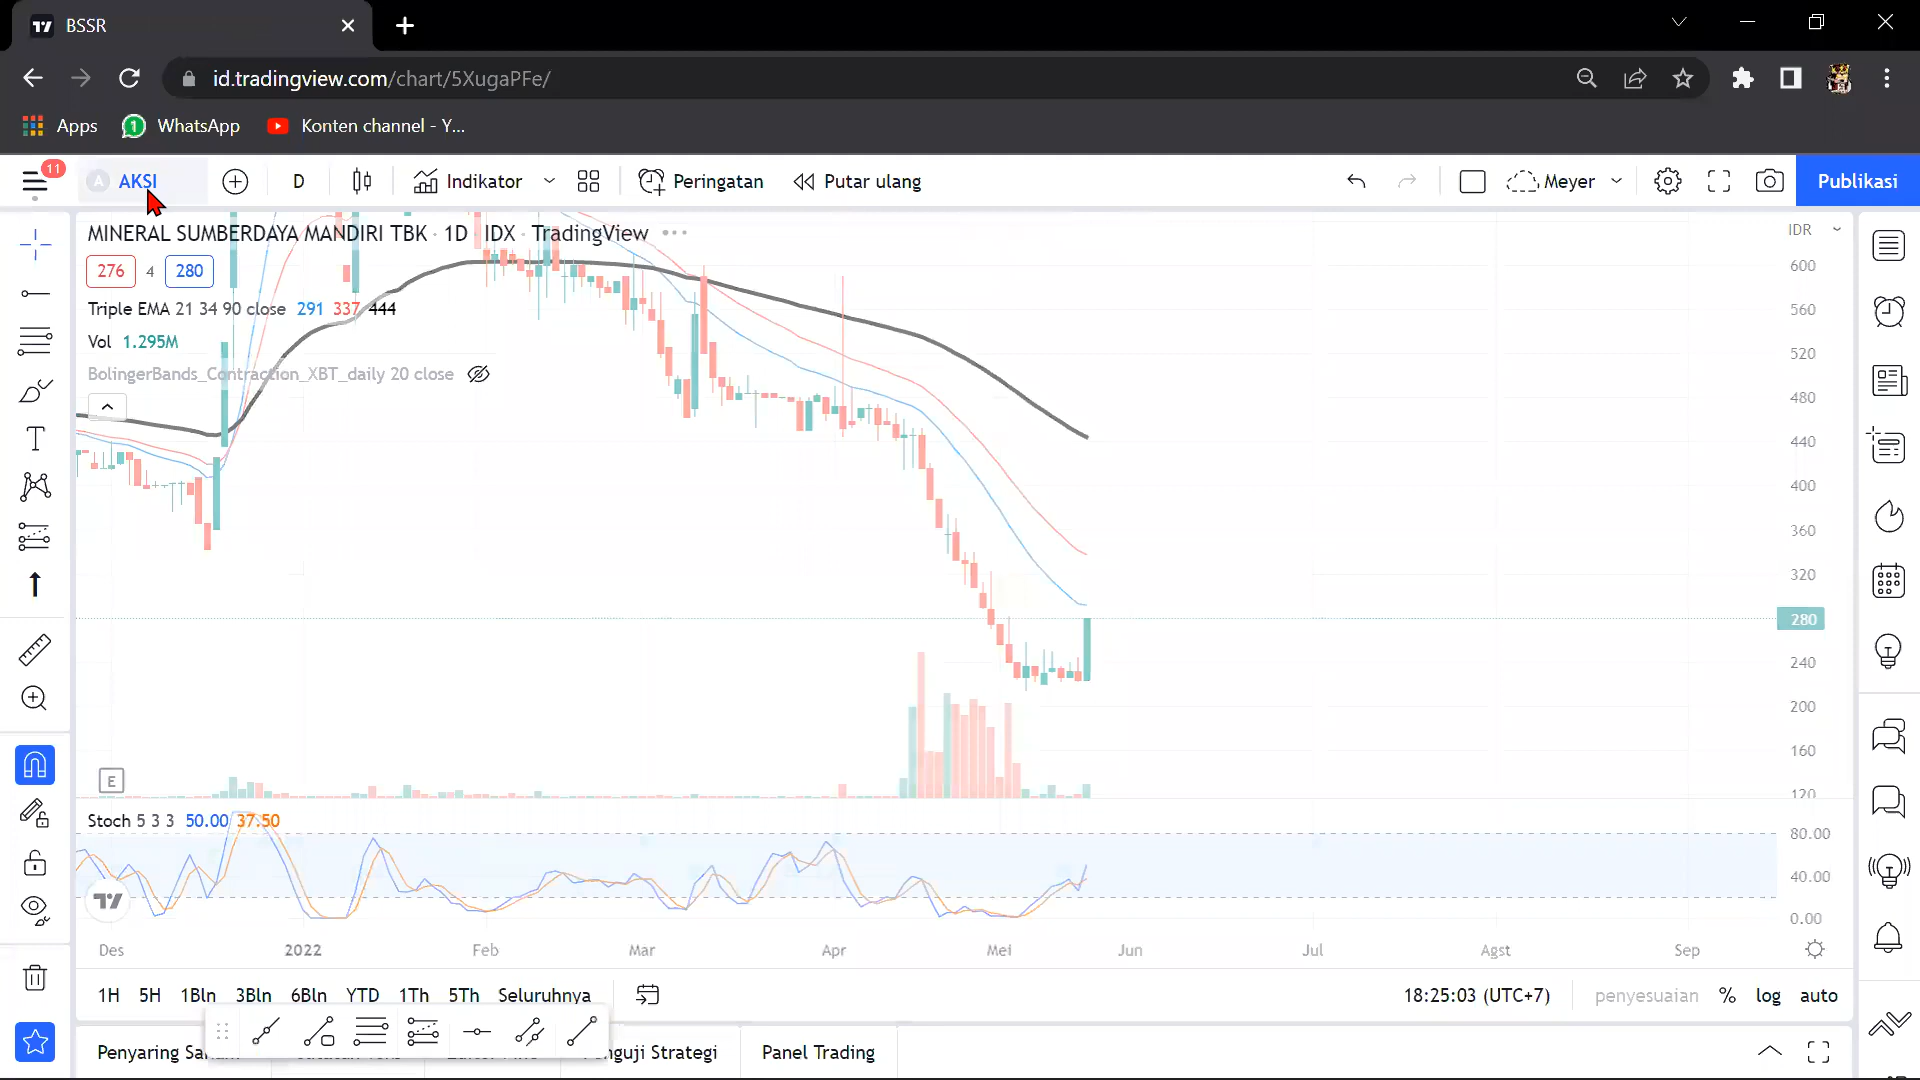 BSSR
id.tradingview.com/chart/5XugaPFe/
Apps
1 WhatsApp
Konten channel - Y...
11
A AKSI
D
Indikator
Peringatan
Putar ulang
Meyer
Publikasi
MINERAL SUMBERDAYA MANDIRI TBK · 1D · IDX · TradingView
276 4 280
Triple EMA 21 34 90 close 291 337 444
Vol 1.295M
BolingerBands_Contraction_XBT_daily 20 close
E
Stoch 5 3 3 50.00 37.50
IDR
600
560
520
480
440
400
360
320
280
240
200
160
120
80.00
40.00
0.00
Des 2022 Feb Mar Apr Mei Jun Jul Agst Sep
1H 5H 1Bln 3Bln 6Bln YTD 1Th 5Th Seluruhnya
18:25:03 (UTC+7)
penyesuaian % log auto
Penyaring
Strategi
Panel Trading